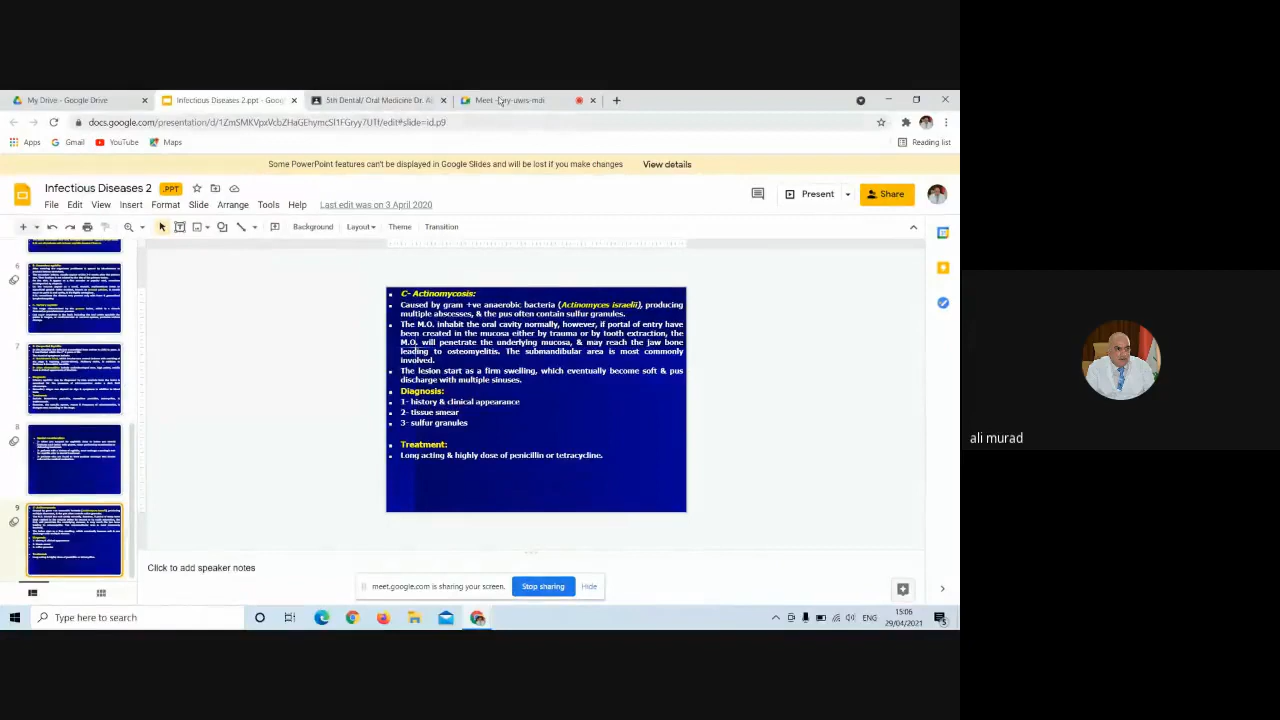 My Drive - Google Drive
Infectious Diseases 2.ppt - Goog
5th Dental/ Oral Medicine Dr. A
Meet -
docs.google.com/presentation/d/
Apps Gmail YouTube Maps Reading list
Some PowerPoint features can't be displayed in Google Slides and will be lost if you make changes View details
Infectious Diseases 2 .PPT
Present Share
File Edit View Insert Format Slide Arrange Tools Help Last edit was on 3 April 2020
Background Layout Theme Transition
6
7
8
9
C- Actinomycosis:
Caused by gram +ve anaerobic bacteria (Actinomyces israelii), producing
multiple abscesses, & the pus often contain sulfur granules.
The M.O. inhabit the oral cavity normally, however, if portal of entry have
been created in the mucosa either by trauma or by tooth extraction, the
M.O. will penetrate the underlying mucosa, & may reach the jaw bone
leading to osteomyelitis. The submandibular area is most commonly
involved.
The lesion start as a firm swelling, which eventually become soft & pus
discharge with multiple sinuses.
Diagnosis:
1- history & clinical appearance
2- tissue smear
3- sulfur granules
Treatment:
Long acting & highly dose of penicillin or tetracycline.
Click to add speaker notes
meet.google.com is sharing your screen. Stop sharing Hide
Type here to search
ENG
15:06
29/04/2021
ali murad